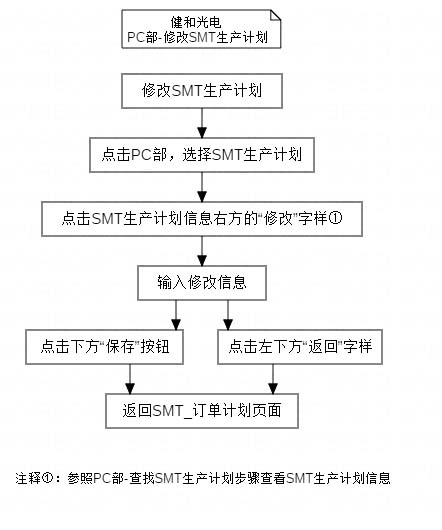 健和光电
PC部-修改SMT生产计划
修改SMT生产计划
点击PC部，选择SMT生产计划
点击SMT生产计划信息右方的“修改”字样①
输入修改信息
点击下方“保存”按钮
点击左下方“返回”字样
返回SMT_订单计划页面
注释①：参照PC部-查找SMT生产计划步骤查看SMT生产计划信息